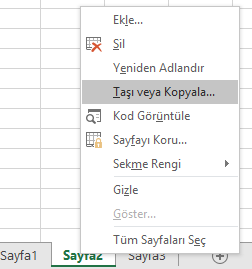 Ekle...
Sil
Yeniden Adlandır
Taşı veya Kopyala...
Kod Görüntüle
Sayfayı Koru...
Sekme Rengi
Gizle
Göster...
Tüm Sayfaları Seç
Sayfa1 Sayfa2 Sayfa3